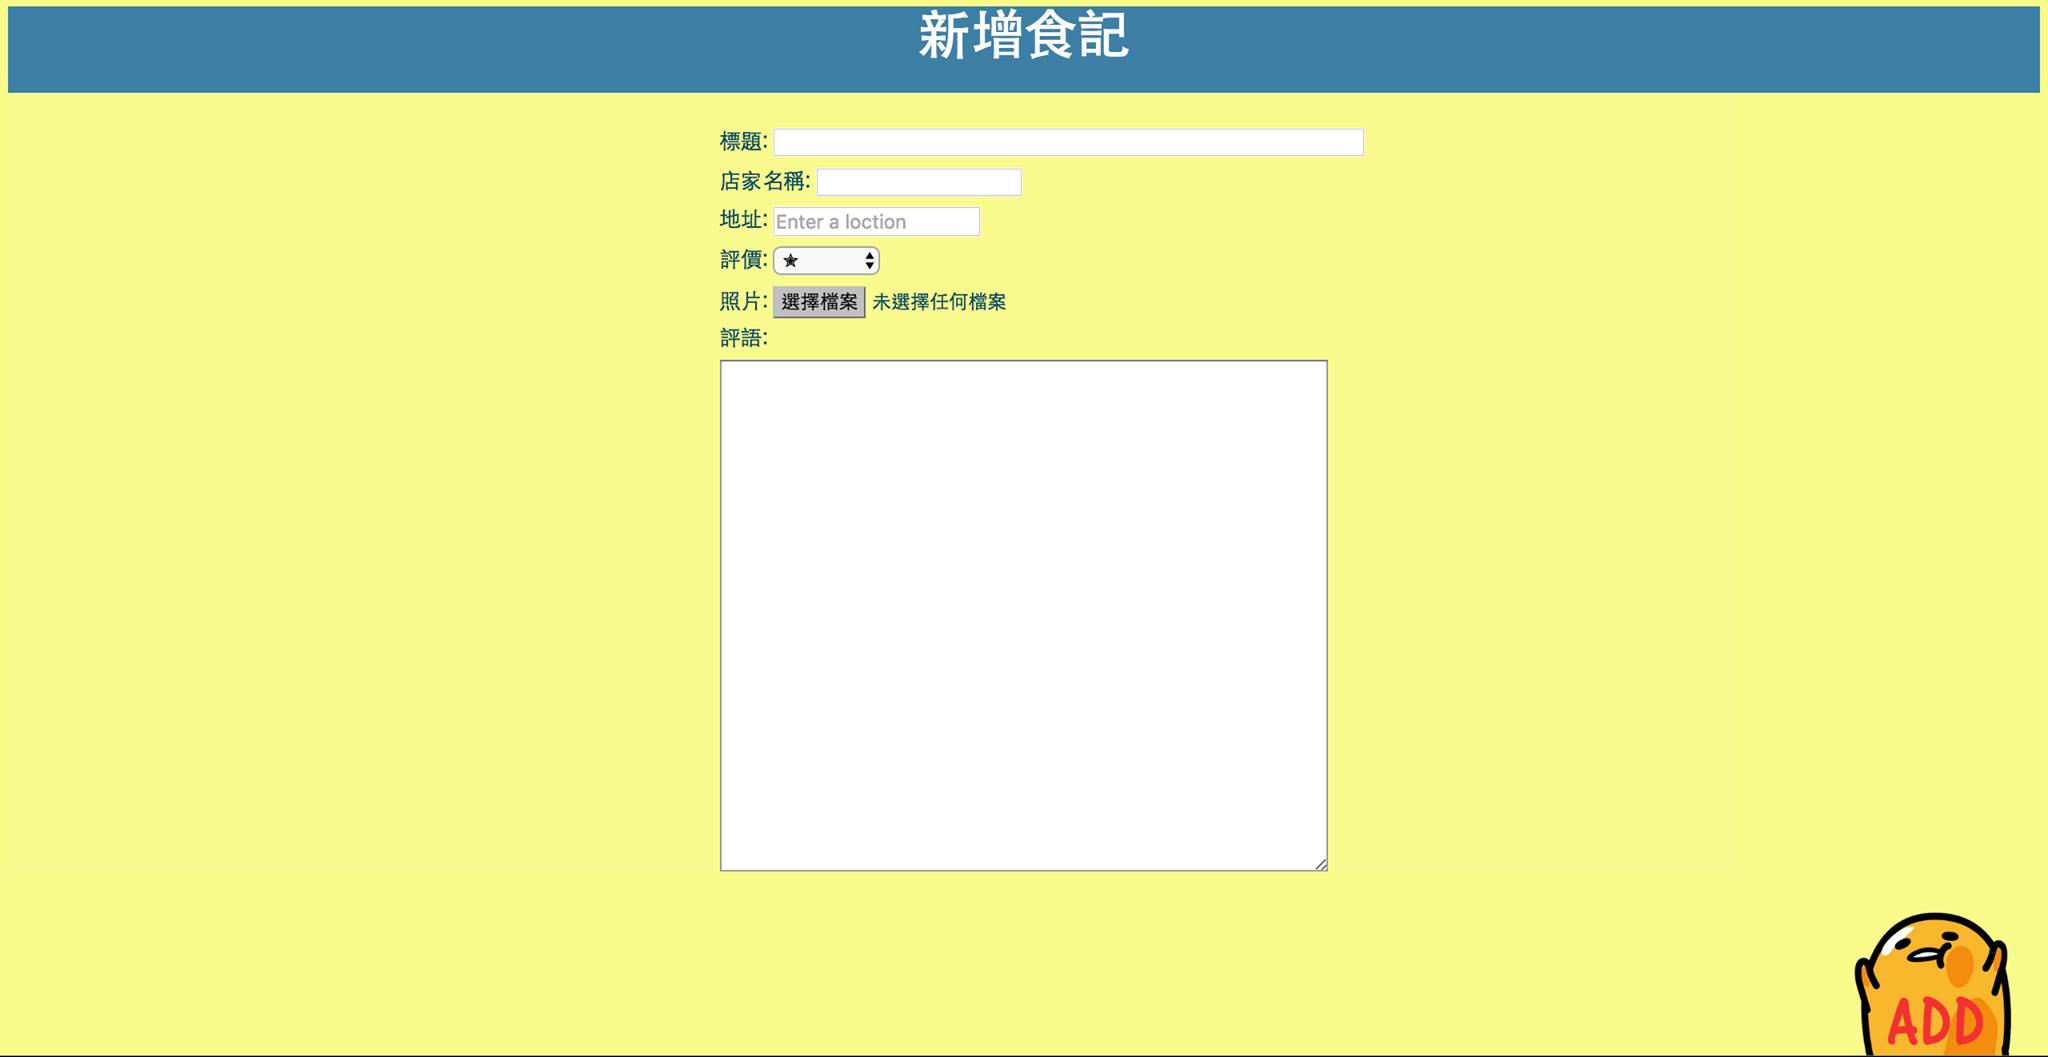 新增食記
標題:
店家名稱:
地址: Enter a loction
評價: ★
照片: 選擇檔案 未選擇任何檔案
評語:
ADD